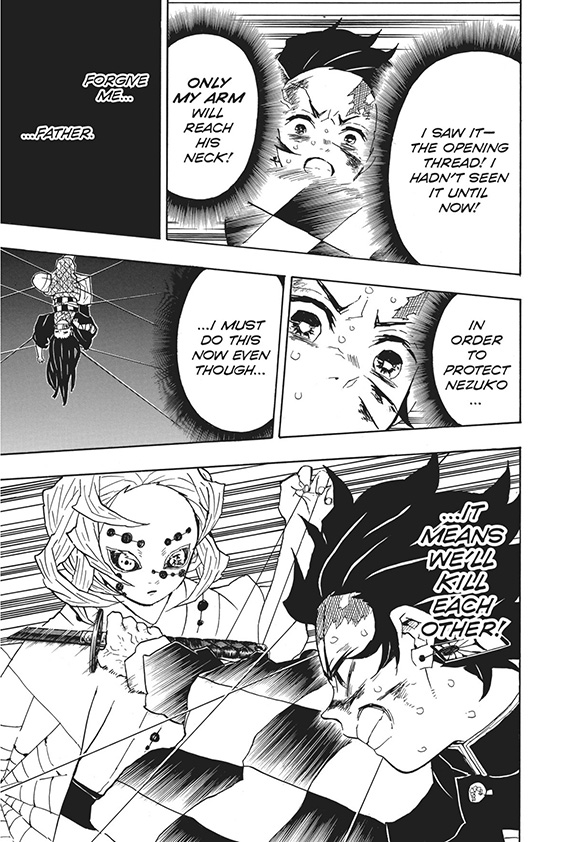 I SAW IT—
THE OPENING
THREAD! I
HADN'T SEEN
IT UNTIL
NOW!
ONLY
MY ARM
WILL
REACH
HIS
NECK!
FORGIVE
ME...
...FATHER.
IN
ORDER
TO
PROTECT
NEZUKO
...
...I MUST
DO THIS
NOW EVEN
THOUGH...
...IT
MEANS
WE'LL
KILL
EACH
OTHER!